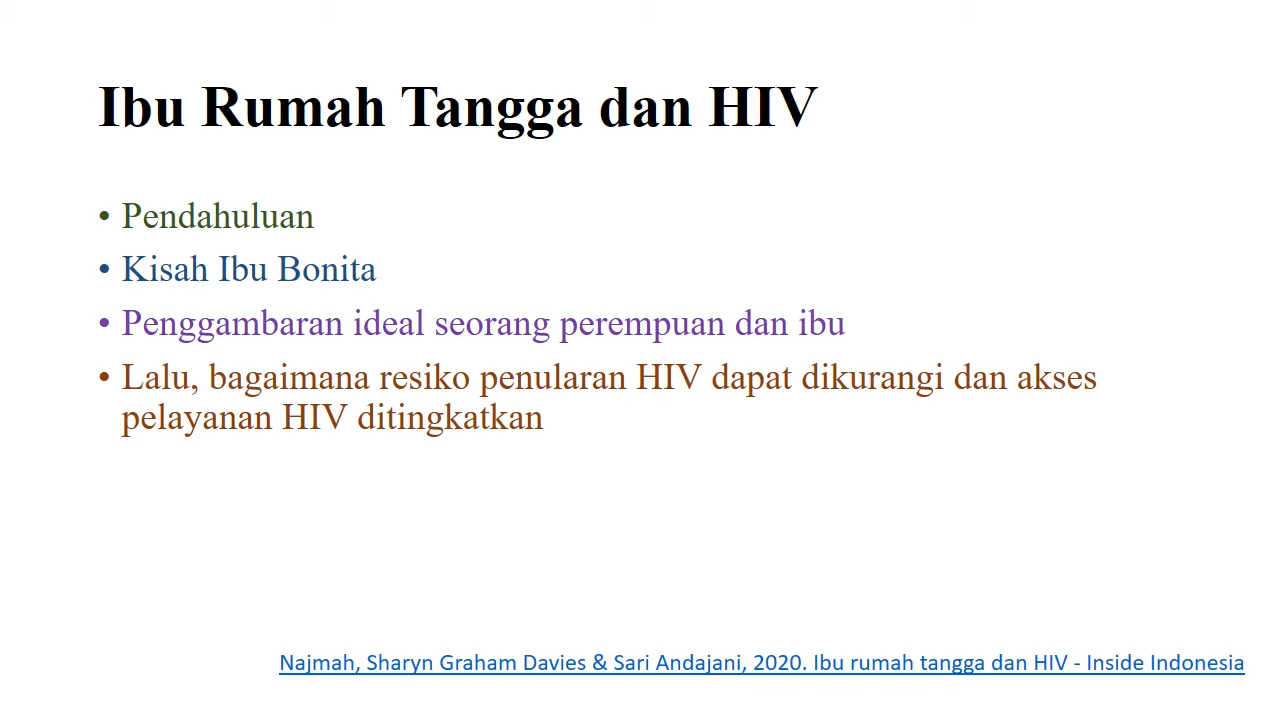 Ibu Rumah Tangga dan HIV
• Pendahuluan
• Kisah Ibu Bonita
• Penggambaran ideal seorang perempuan dan ibu
• Lalu, bagaimana resiko penularan HIV dapat dikurangi dan akses
pelayanan HIV ditingkatkan
Najmah, Sharyn Graham Davies & Sari Andajani, 2020. Ibu rumah tangga dan HIV - Inside Indonesia